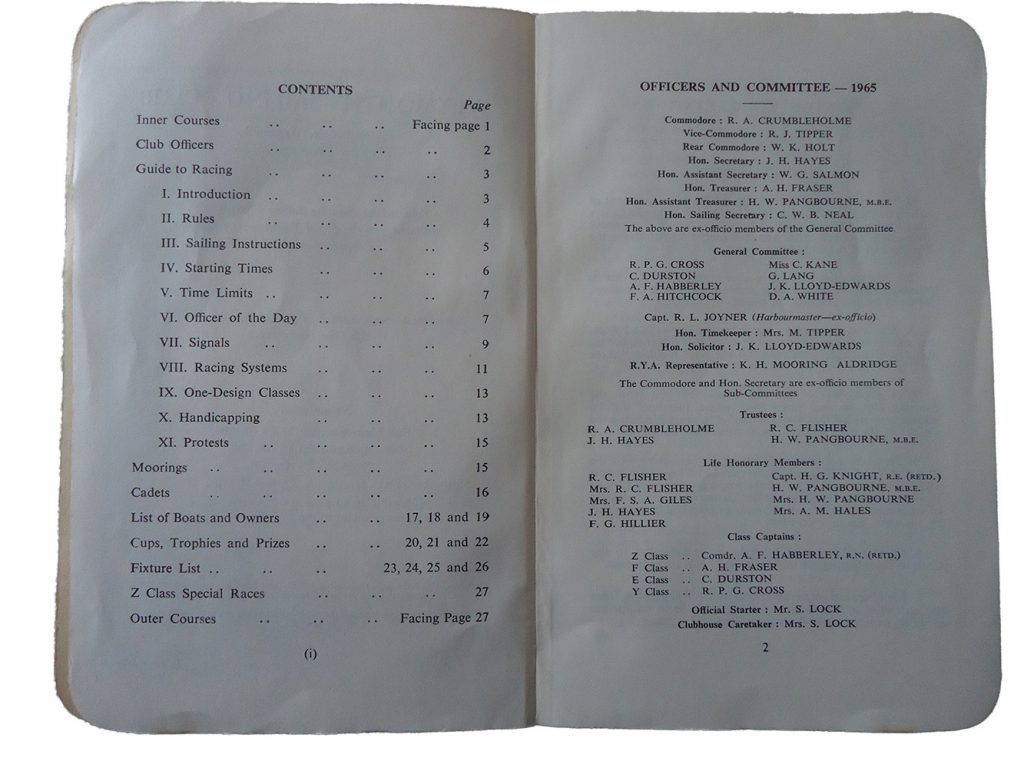 CONTENTS
Page
Inner Courses .. .. .. Facing page 1
Club Officers .. .. .. .. 2
Guide to Racing .. .. .. .. 3
I. Introduction .. .. .. .. 3
II. Rules .. .. .. .. 4
III. Sailing Instructions .. .. .. 5
IV. Starting Times .. .. .. 6
V. Time Limits .. .. .. .. 7
VI. Officer of the Day .. .. .. 7
VII. Signals .. .. .. .. 9
VIII. Racing Systems .. .. .. 11
IX. One-Design Classes .. .. .. 13
X. Handicapping .. .. .. 13
XI. Protests .. .. .. .. 15
Moorings .. .. .. .. .. 15
Cadets .. .. .. .. .. 16
List of Boats and Owners .. .. 17, 18 and 19
Cups, Trophies and Prizes .. .. 20, 21 and 22
Fixture List .. .. .. 23, 24, 25 and 26
Z Class Special Races .. .. .. 27
Outer Courses .. .. .. Facing Page 27
(i)
OFFICERS AND COMMITTEE — 1965
Commodore : R. A. CRUMBLEHOLME
Vice-Commodore : R. J. TIPPER
Rear Commodore : W. K. HOLT
Hon. Secretary : J. H. HAYES
Hon. Assistant Secretary : W. G. SALMON
Hon. Treasurer : A. H. FRASER
Hon. Assistant Treasurer : H. W. PANGBOURNE, M.B.E.
Hon. Sailing Secretary : C. W. B. NEAL
The above are ex-officio members of the General Committee
General Committee :
R. P. G. CROSS Miss C. KANE
C. DURSTON G. LANG
A. F. HABBERLEY J. K. LLOYD-EDWARDS
F. A. HITCHCOCK D. A. WHITE
Capt. R. L. JOYNER (Harbourmaster—ex-officio)
Hon. Timekeeper : Mrs. M. TIPPER
Hon. Solicitor : J. K. LLOYD-EDWARDS
R.Y.A. Representative : K. H. MOORING ALDRIDGE
The Commodore and Hon. Secretary are ex-officio members of
Sub-Committees
Trustees :
R. A. CRUMBLEHOLME R. C. FLISHER
J. H. HAYES H. W. PANGBOURNE, M.B.E.
Life Honorary Members :
R. C. FLISHER Capt. H. G. KNIGHT, R.E. (RETD.)
Mrs. R. C. FLISHER H. W. PANGBOURNE, M.B.E.
Mrs. F. S. A. GILES Mrs. H. W. PANGBOURNE
J. H. HAYES Mrs. A. M. HALES
F. G. HILLIER
Class Captains :
Z Class .. Comdr. A. F. HABBERLEY, R.N. (RETD.)
F Class .. A. H. FRASER
E Class .. C. DURSTON
Y Class .. R. P. G. CROSS
Official Starter : Mr. S. LOCK
Clubhouse Caretaker : Mrs. S. LOCK
2